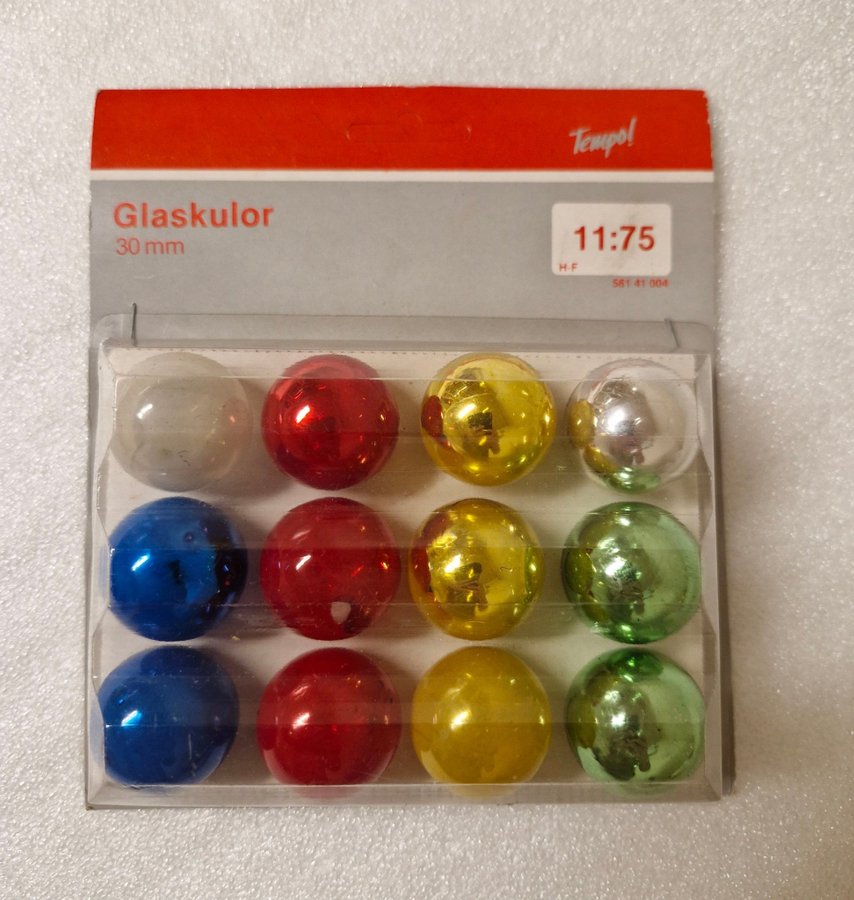 Tempo!
Glaskulor
30 mm
11:75
H-F
561 41 004